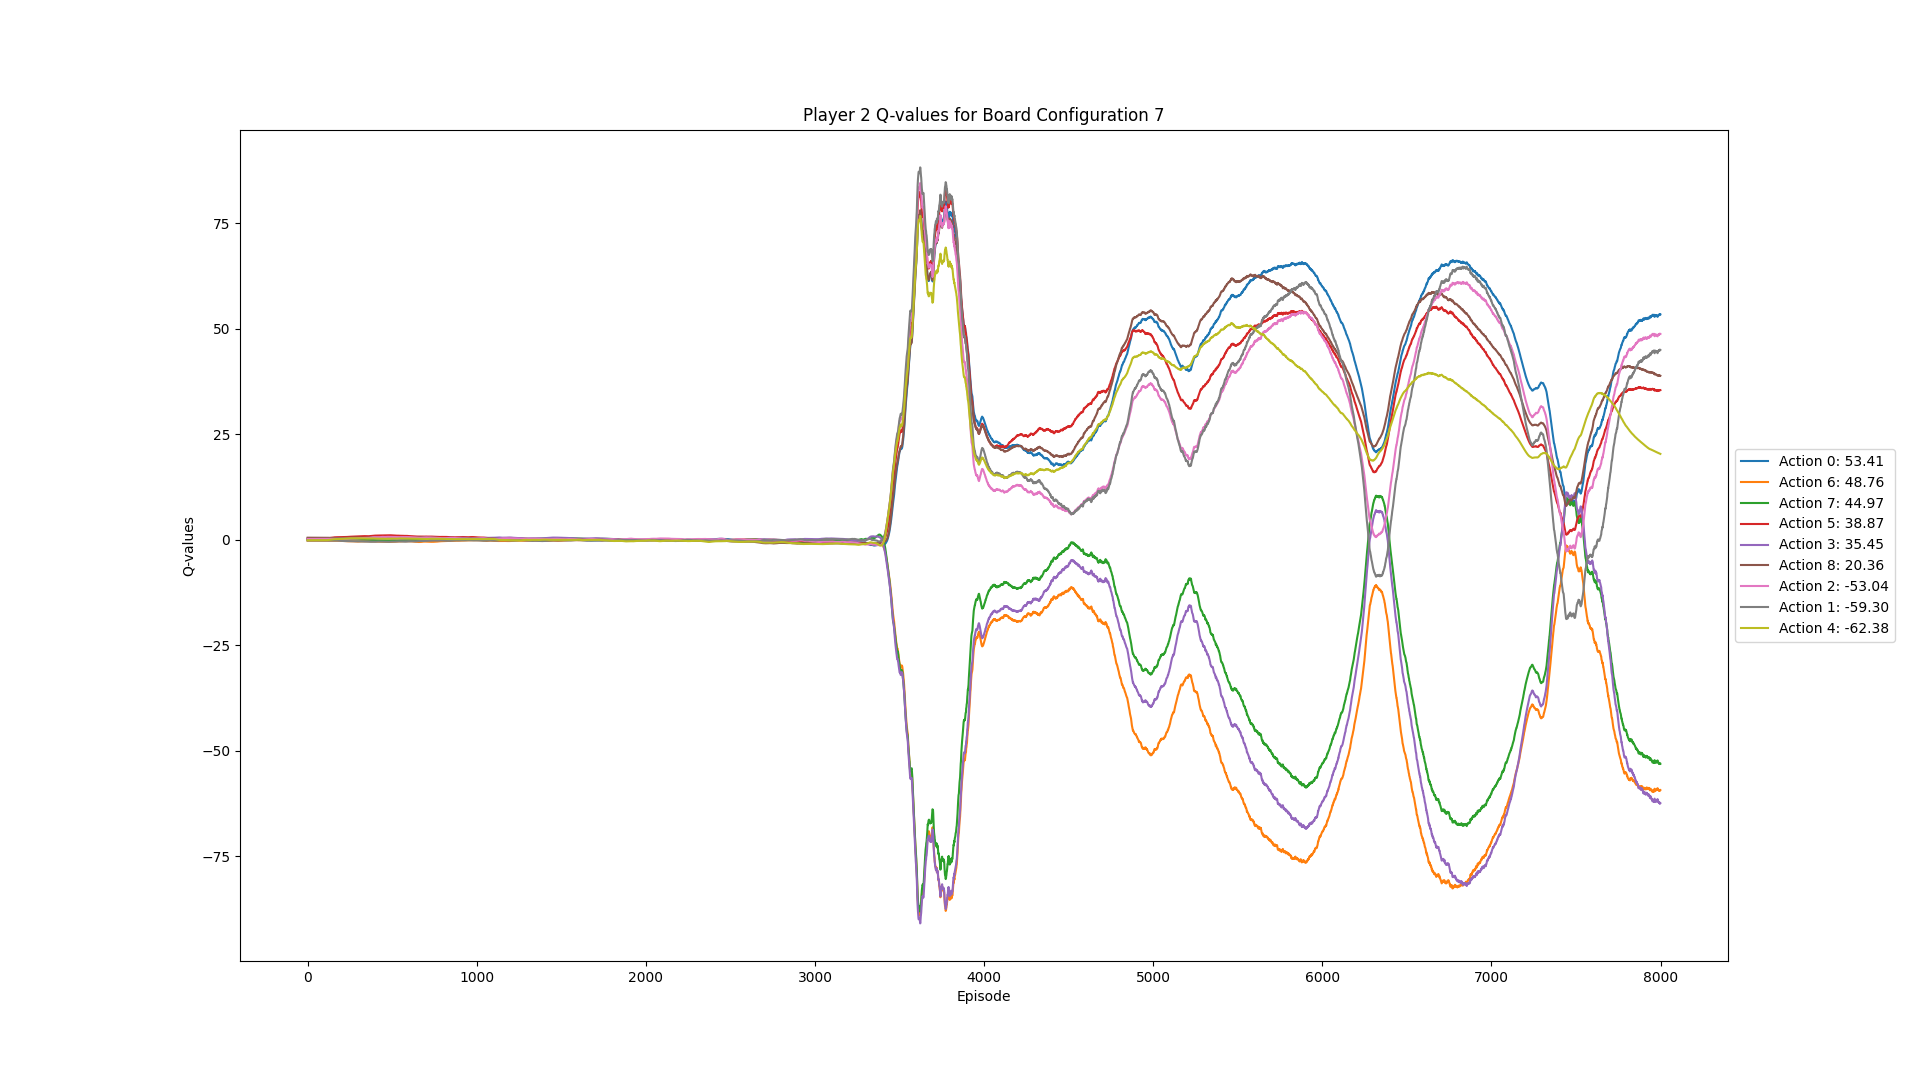 Player 2 Q-values for Board Configuration 7
Q-values
75
50
25
0
−25
−50
−75
0 1000 2000 3000 4000 5000 6000 7000 8000
Episode
Action 0: 53.41
Action 6: 48.76
Action 7: 44.97
Action 5: 38.87
Action 3: 35.45
Action 8: 20.36
Action 2: -53.04
Action 1: -59.30
Action 4: -62.38